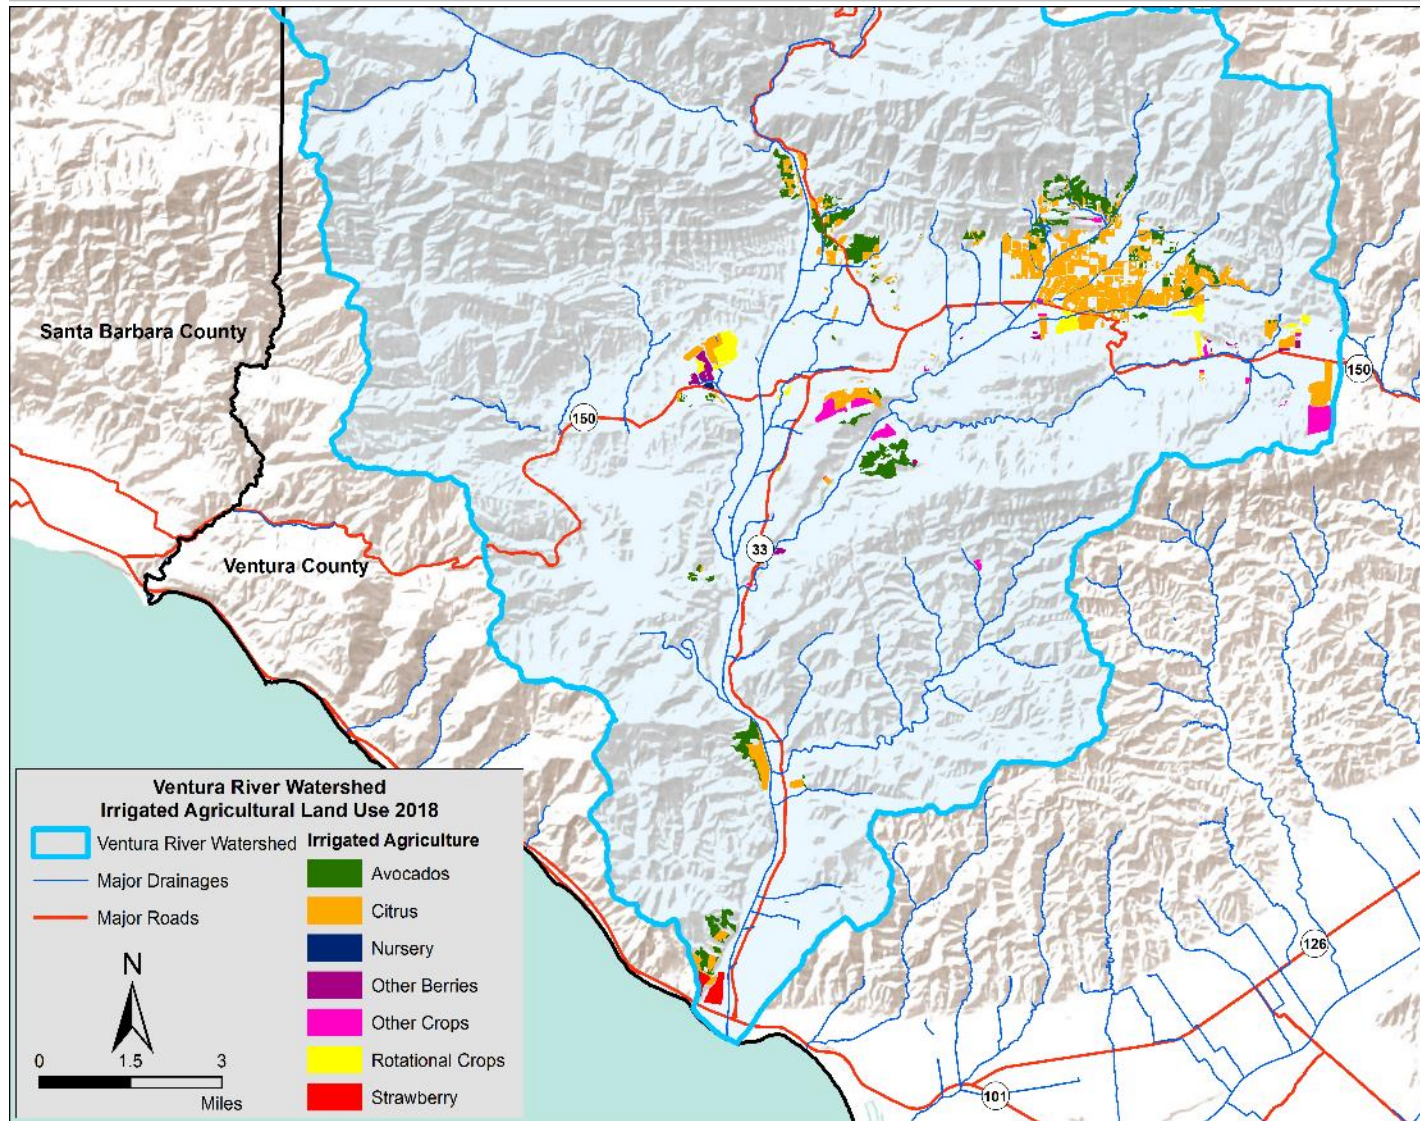 Santa Barbara County
150
150
33
Ventura County
126
101
Ventura River Watershed
Irrigated Agricultural Land Use 2018
Ventura River Watershed
Major Drainages
Major Roads
Irrigated Agriculture
Avocados
Citrus
Nursery
Other Berries
Other Crops
Rotational Crops
Strawberry
N
0 1.5 3
Miles